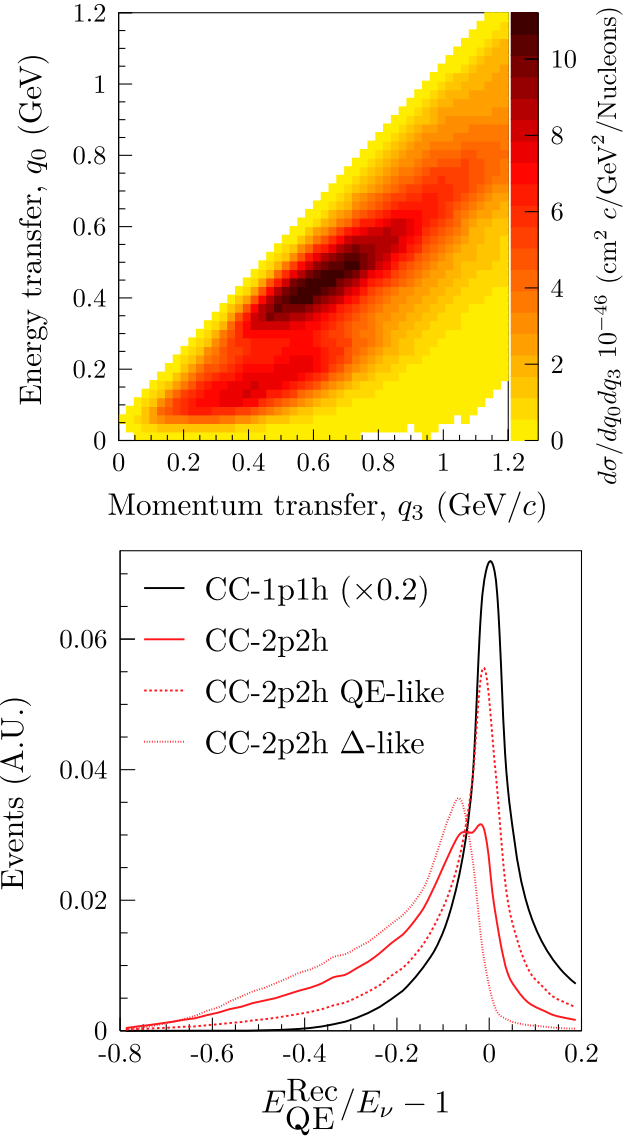 1.2
1
0.8
0.6
0.4
0.2
0
Energy transfer, q₀ (GeV)
0 0.2 0.4 0.6 0.8 1 1.2
Momentum transfer, q₃ (GeV/c)
10
8
6
4
2
0
dσ/dq₀dq₃ 10⁻⁴⁶ (cm² c/GeV²/Nucleons)
CC-1p1h (×0.2)
CC-2p2h
CC-2p2h QE-like
CC-2p2h Δ-like
0.06
0.04
0.02
0
Events (A.U.)
-0.8 -0.6 -0.4 -0.2 0 0.2
E^Rec_QE/E_ν − 1